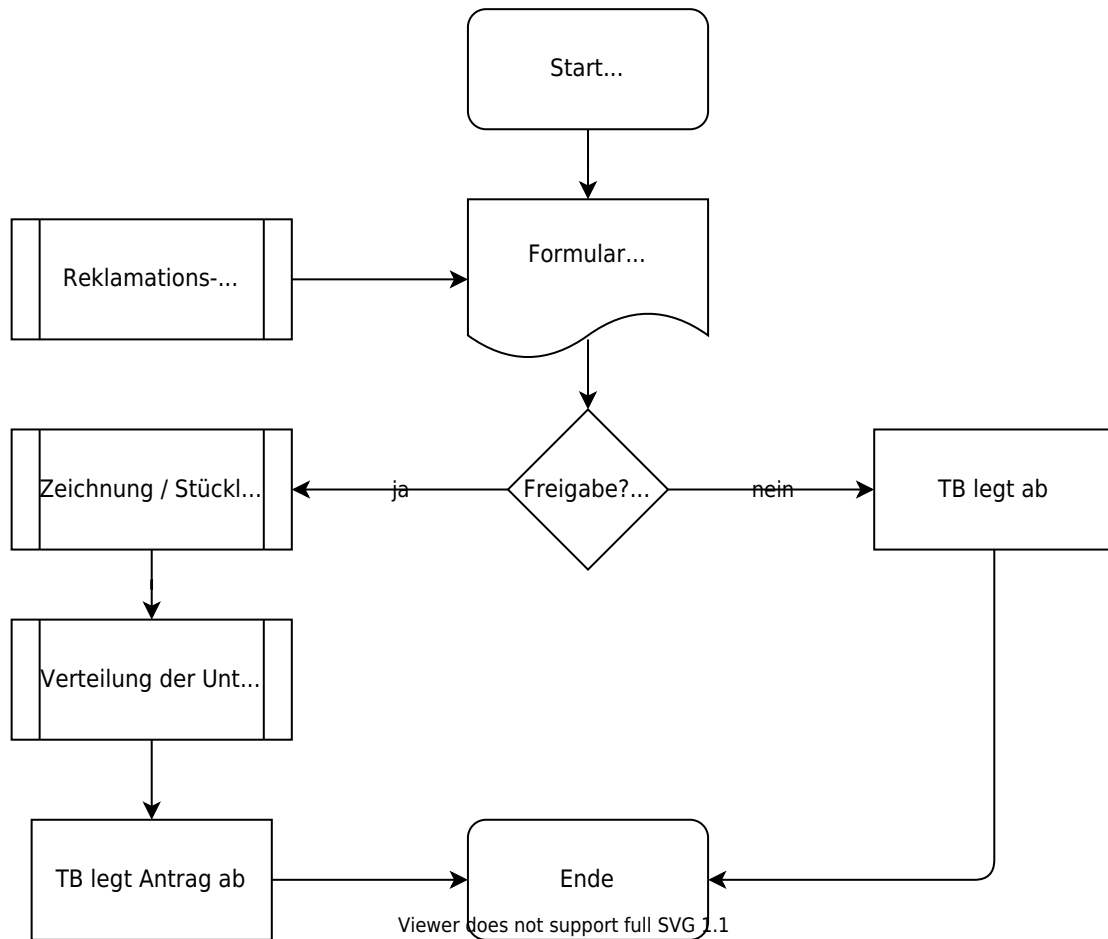 Start...
Formular...
Reklamations-...
Zeichnung / Stückl...
ja
Freigabe?...
nein
TB legt ab
Verteilung der Unt...
TB legt Antrag ab
Ende
Viewer does not support full SVG 1.1